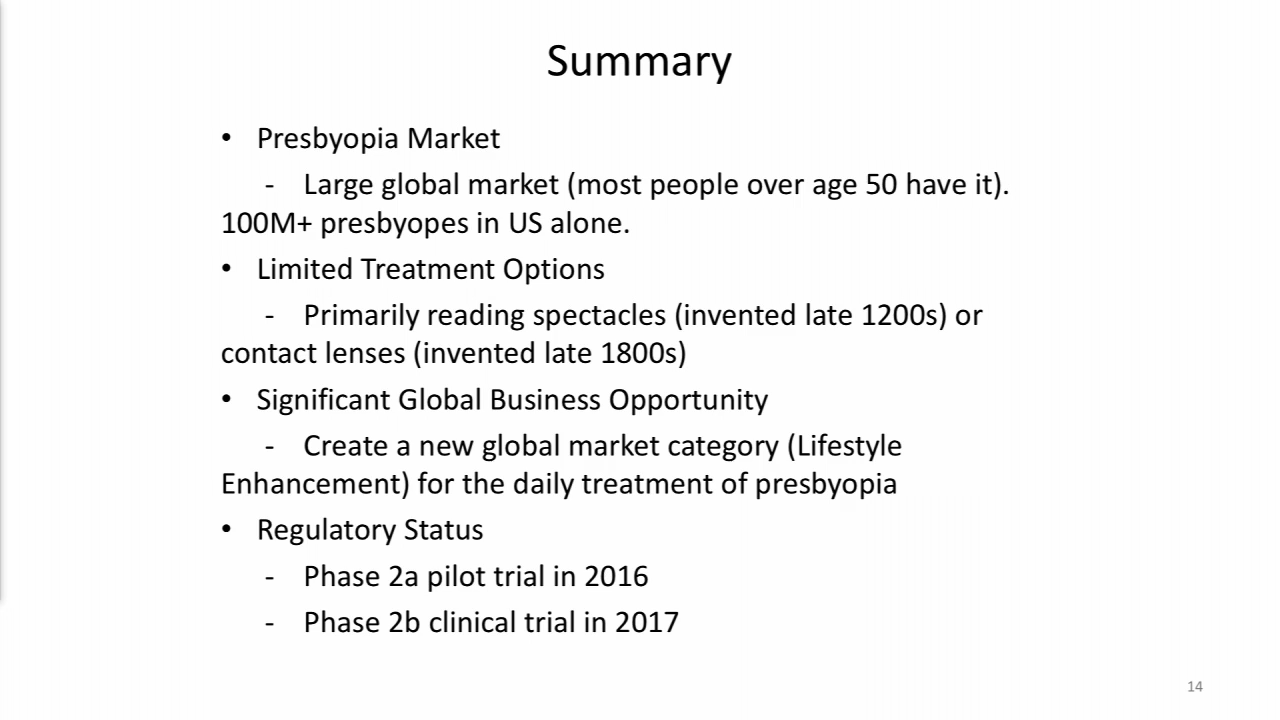 Summary
• Presbyopia Market
- Large global market (most people over age 50 have it).
100M+ presbyopes in US alone.
• Limited Treatment Options
- Primarily reading spectacles (invented late 1200s) or
contact lenses (invented late 1800s)
• Significant Global Business Opportunity
- Create a new global market category (Lifestyle
Enhancement) for the daily treatment of presbyopia
• Regulatory Status
- Phase 2a pilot trial in 2016
- Phase 2b clinical trial in 2017
14